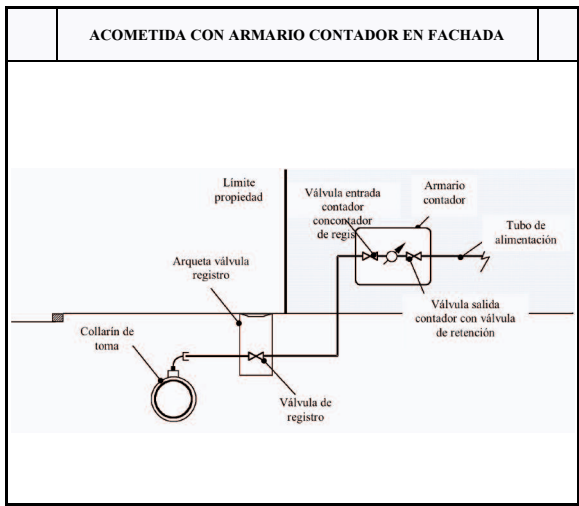 ACOMETIDA CON ARMARIO CONTADOR EN FACHADA
Límite
propiedad
Válvula entrada
contador
concontador
de regis
Armario
contador
Tubo de
alimentación
Arqueta válvula
registro
Válvula salida
contador con válvula
de retención
Collarín de
toma
Válvula de
registro